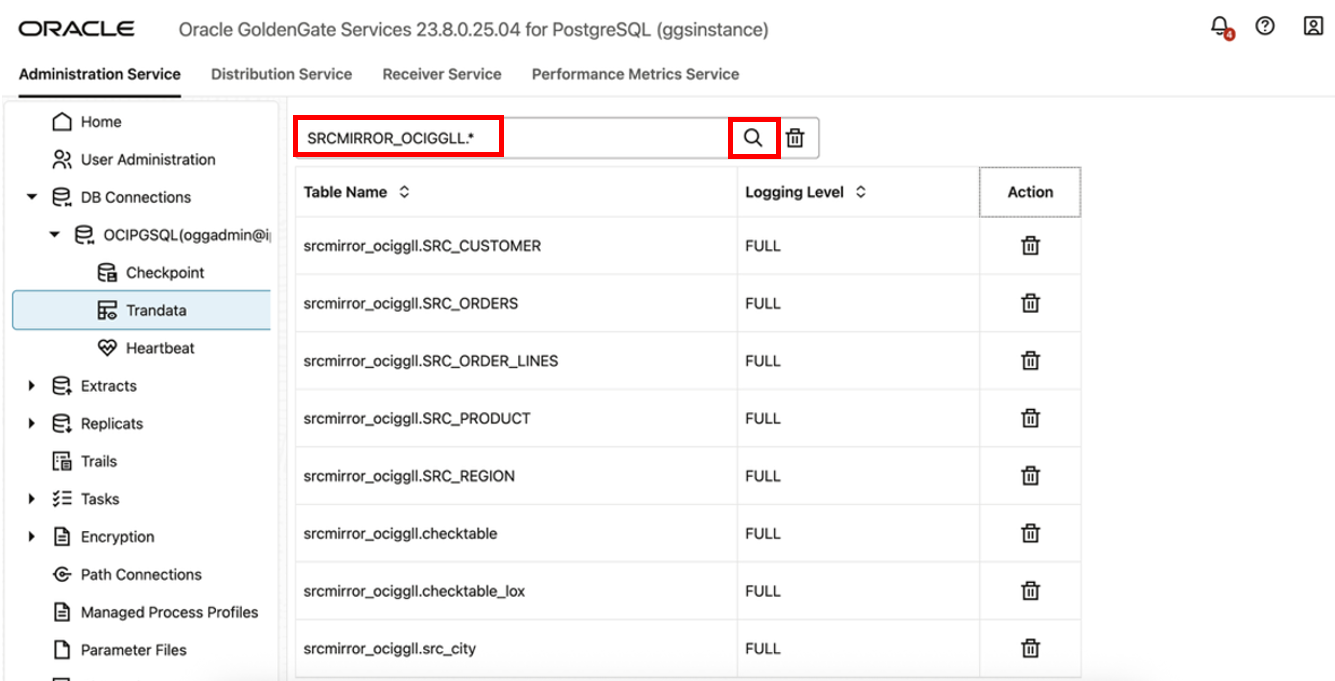 ORACLE Oracle GoldenGate Services 23.8.0.25.04 for PostgreSQL (ggsinstance) 4
Administration Service Distribution Service Receiver Service Performance Metrics Service
Home
User Administration
DB Connections
OCIPGSQL(oggadmin@i
Checkpoint
Trandata
Heartbeat
Extracts
Replicats
Trails
Tasks
Encryption
Path Connections
Managed Process Profiles
Parameter Files
SRCMIRROR_OCIGGLL.*
Table Name Logging Level Action
srcmirror_ociggll.SRC_CUSTOMER FULL
srcmirror_ociggll.SRC_ORDERS FULL
srcmirror_ociggll.SRC_ORDER_LINES FULL
srcmirror_ociggll.SRC_PRODUCT FULL
srcmirror_ociggll.SRC_REGION FULL
srcmirror_ociggll.checktable FULL
srcmirror_ociggll.checktable_lox FULL
srcmirror_ociggll.src_city FULL